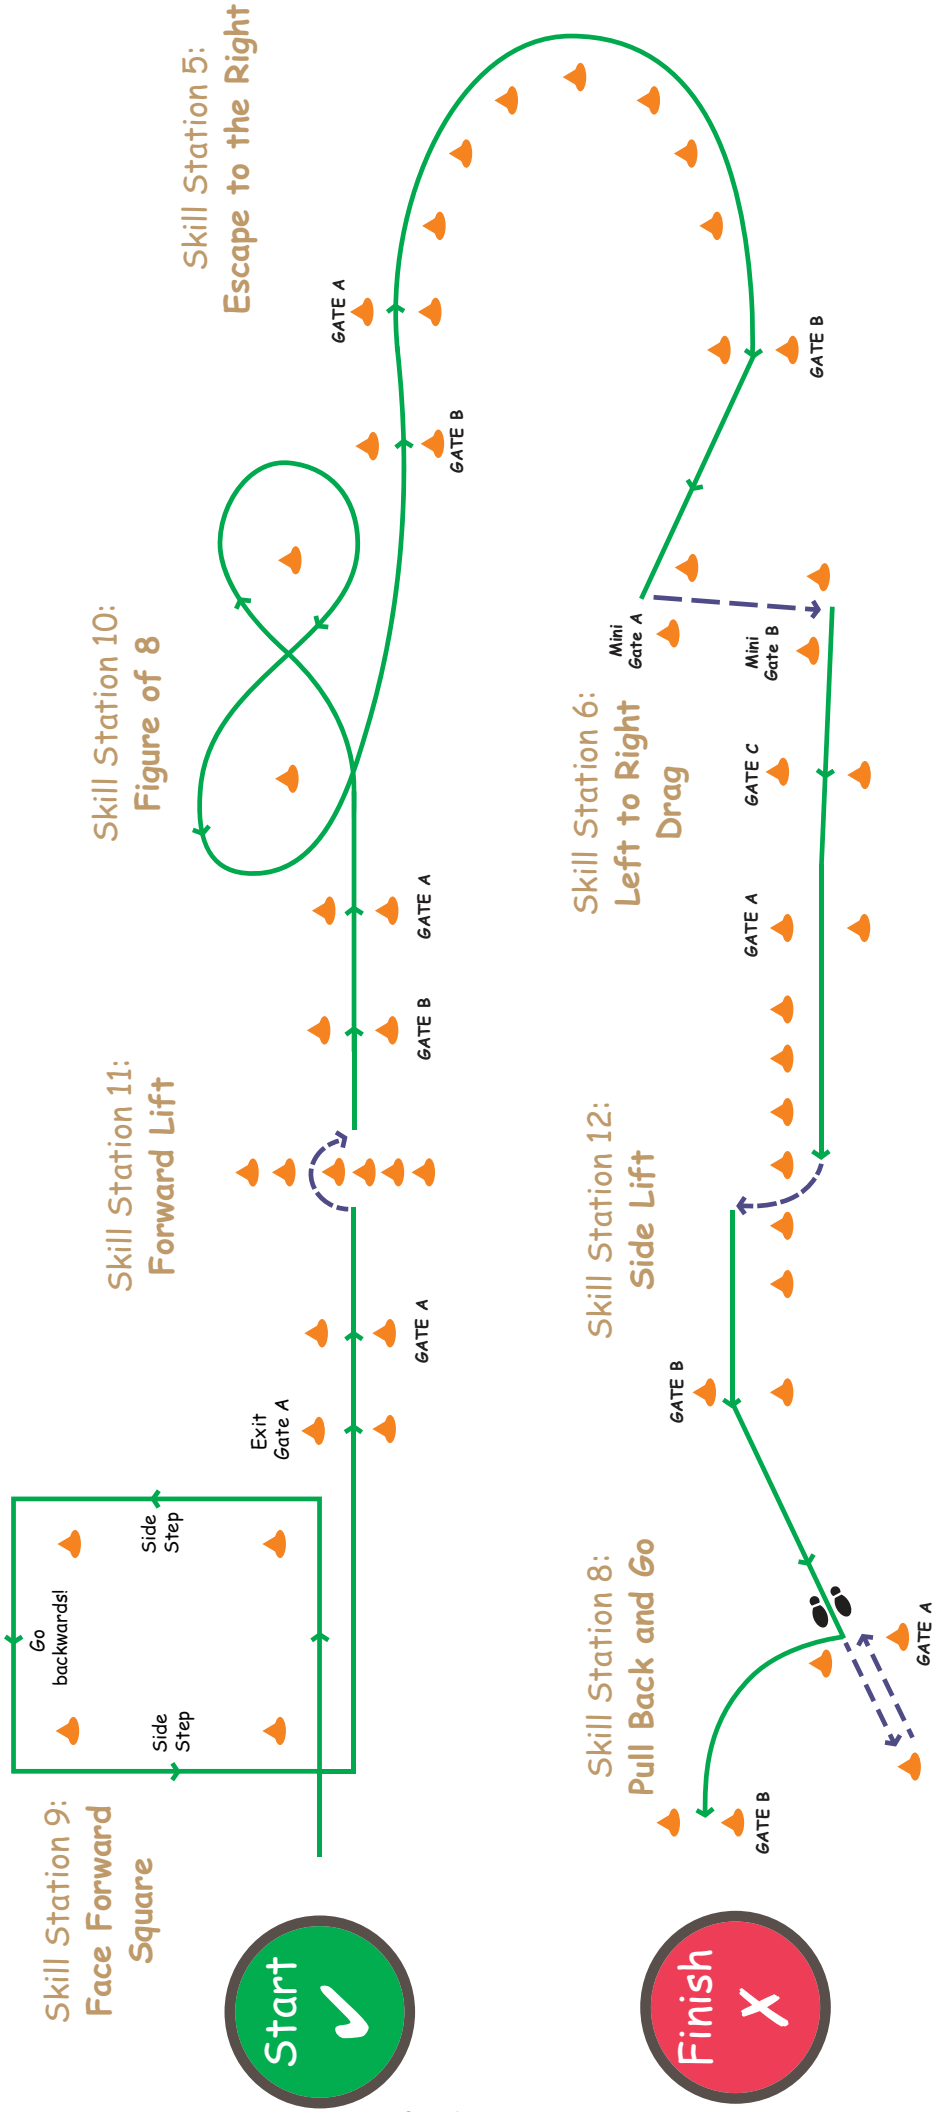 Start
Skill Station 9:
Face Forward
Square
Side
Step
Go
backwards!
Side
Step
Exit
Gate A
GATE A
Skill Station 11:
Forward Lift
GATE B
GATE A
Skill Station 10:
Figure of 8
GATE B
GATE A
Skill Station 5:
Escape to the Right
GATE B
Skill Station 6:
Left to Right
Drag
Mini
Gate A
Mini
Gate B
GATE C
GATE A
Skill Station 12:
Side Lift
GATE B
Skill Station 8:
Pull Back and Go
GATE A
GATE B
Finish